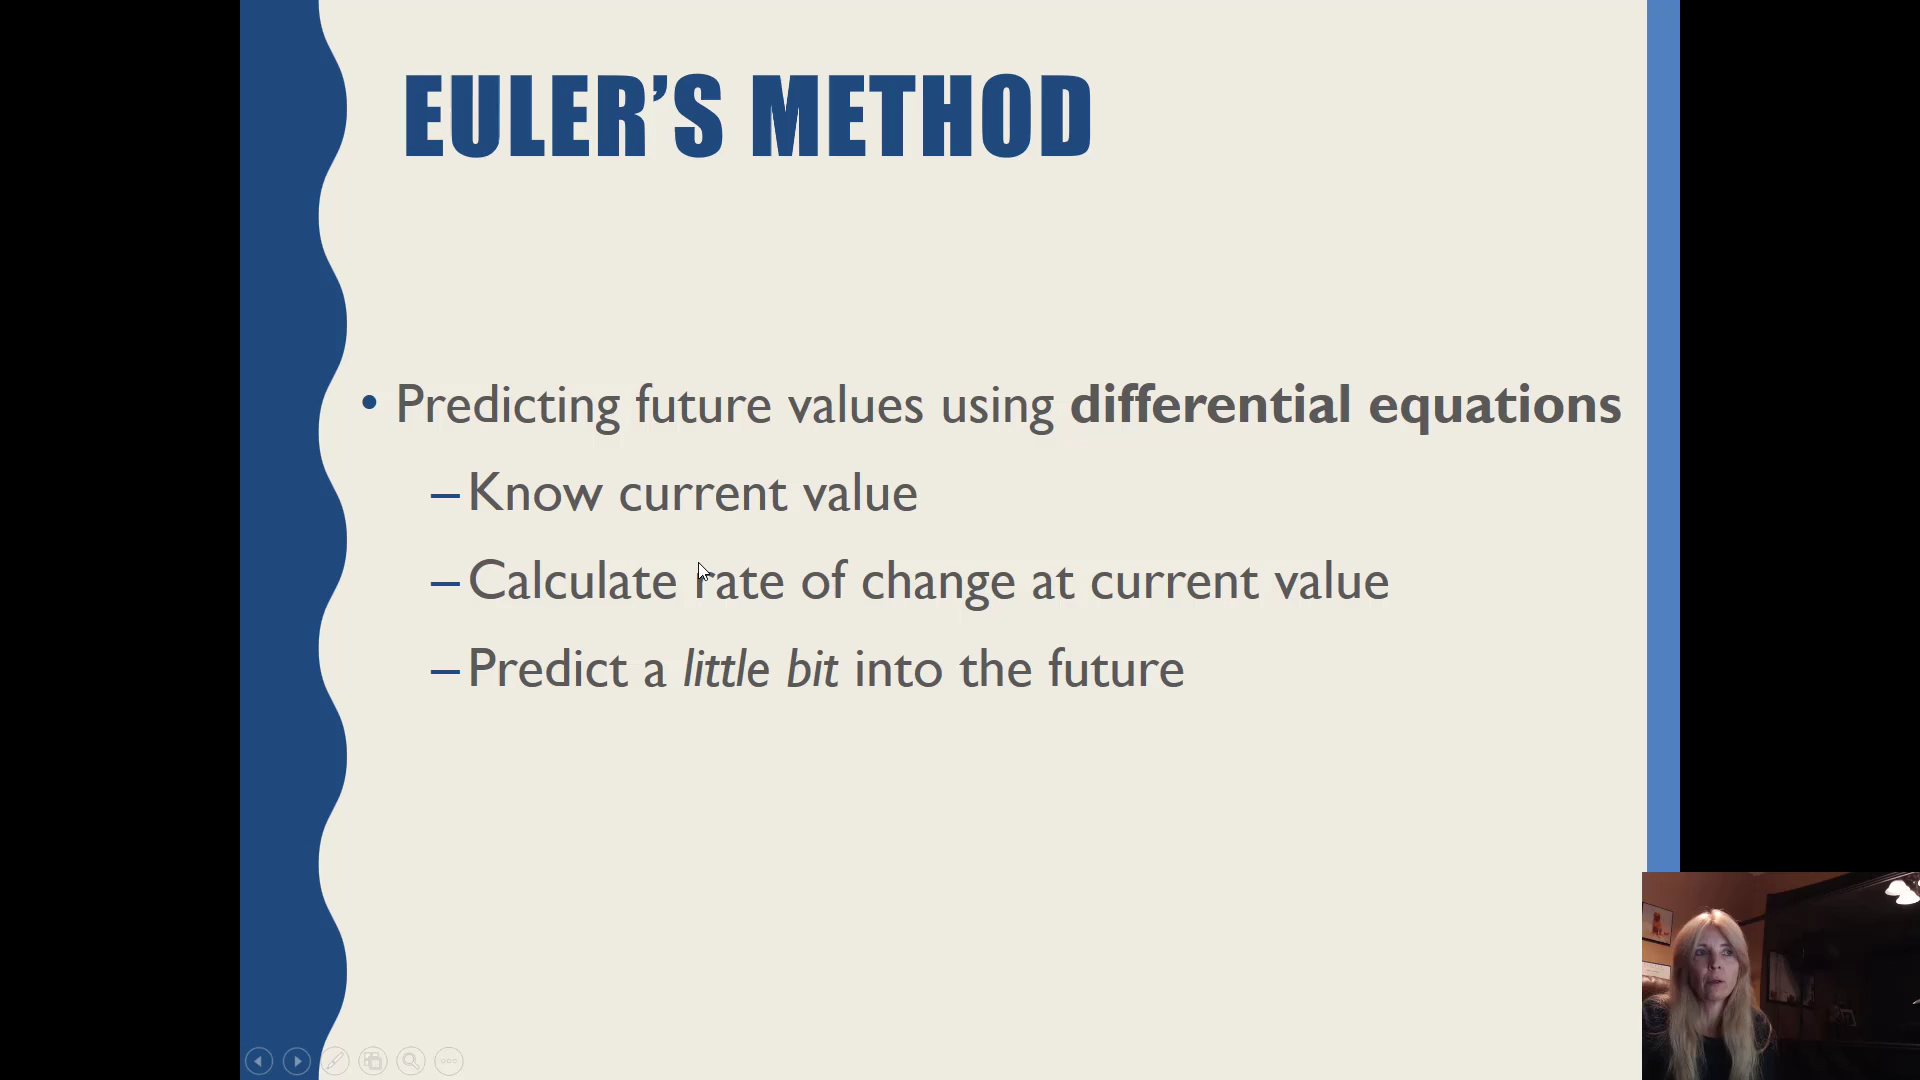 EULER’S METHOD
• Predicting future values using differential equations
– Know current value
– Calculate rate of change at current value
– Predict a little bit into the future